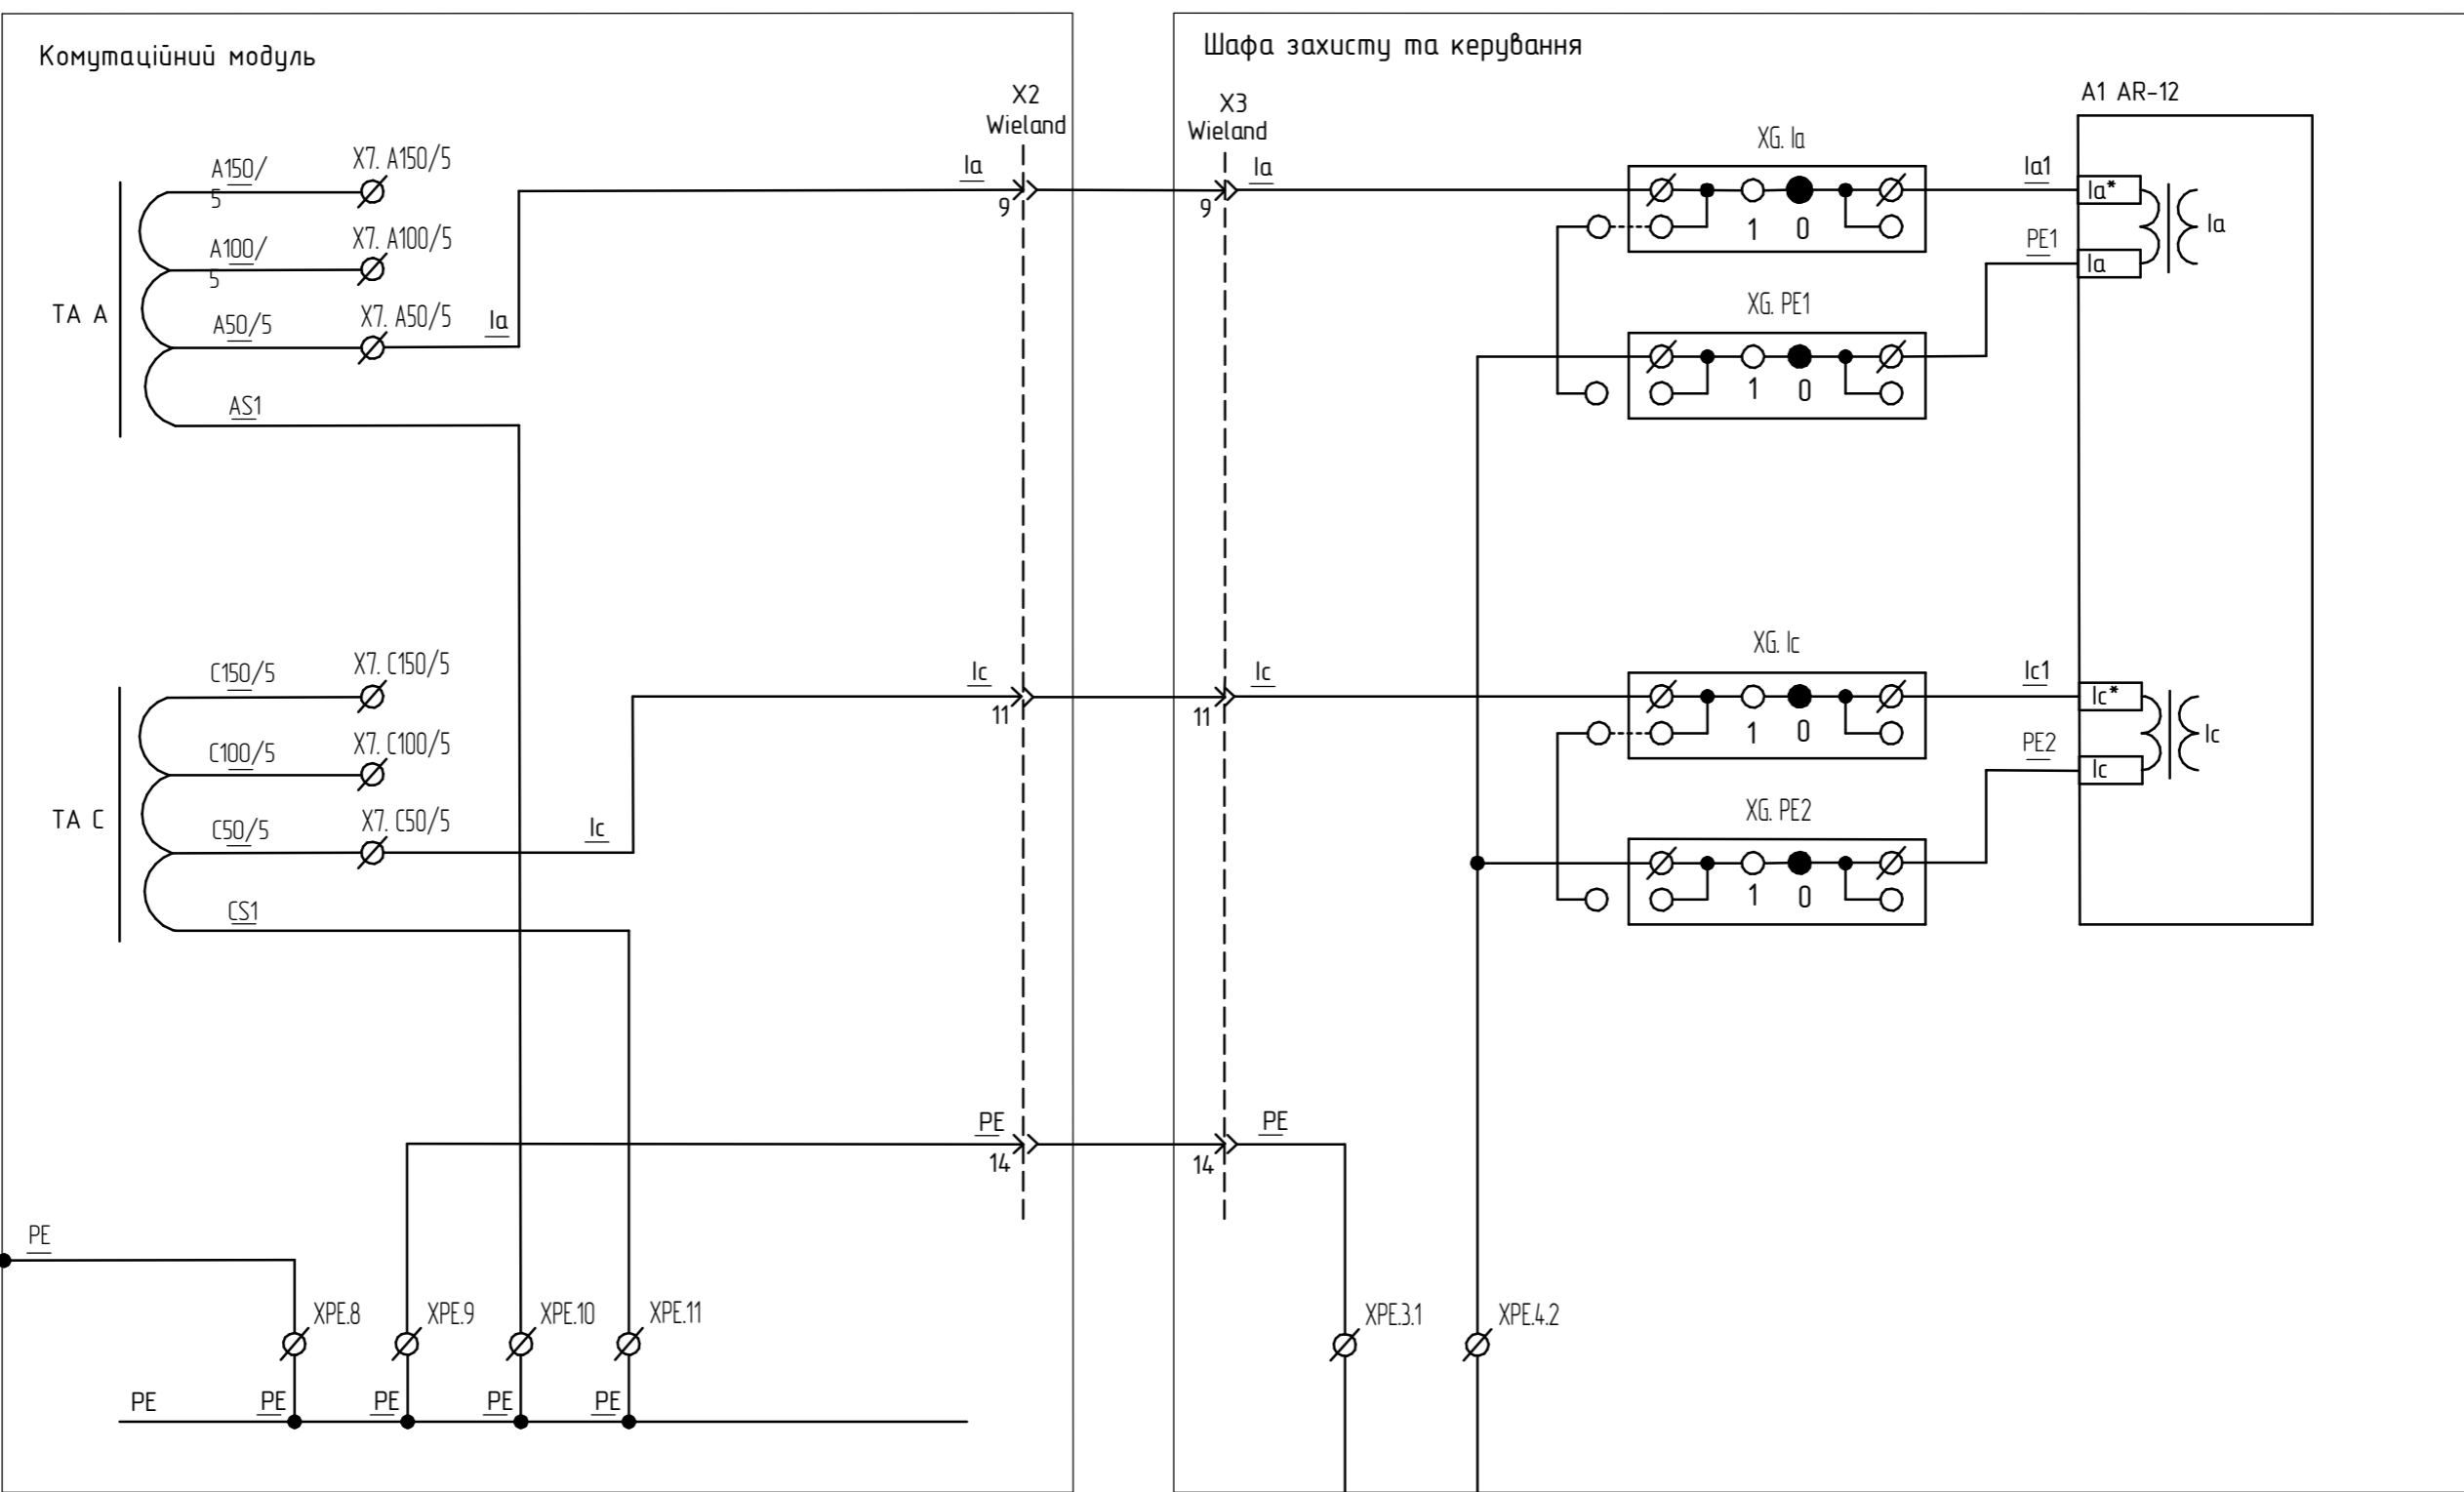 Комутаційний модуль
Шафа захисту та керування
X2
Wieland
X3
Wieland
A1 AR-12
A150/
5
X7. A150/5
Ia
9
9
Ia
XG. Ia
1 0
Ia1
Ia*
Ia
A100/
5
X7. A100/5
PE1
Ia
TA A
A50/5
X7. A50/5
Ia
XG. PE1
1 0
AS1
C150/5
X7. C150/5
Ic
11
11
Ic
XG. Ic
1 0
Ic1
Ic*
Ic
C100/5
X7. C100/5
PE2
Ic
TA C
C50/5
X7. C50/5
Ic
XG. PE2
1 0
CS1
PE
14
14
PE
PE
XPE.8
XPE.9
XPE.10
XPE.11
XPE.3.1
XPE.4.2
PE
PE
PE
PE
PE